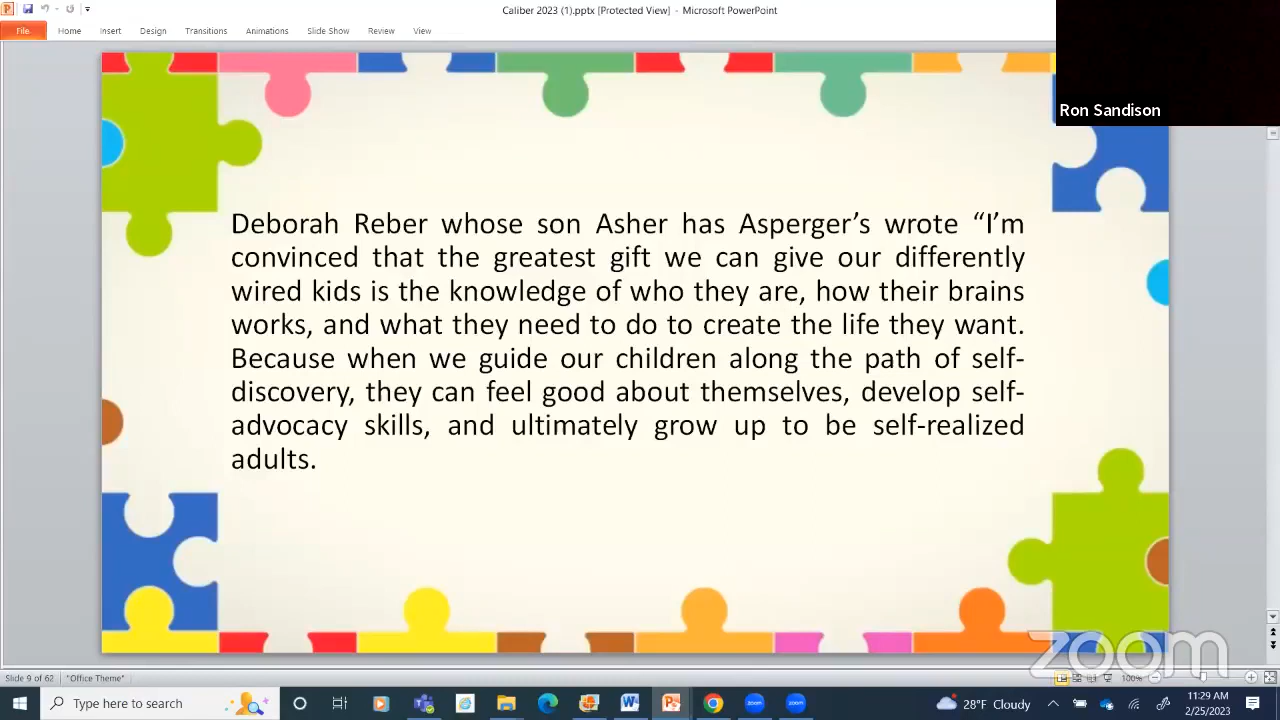 Caliber 2023 (1).pptx [Protected View] - Microsoft PowerPoint
File Home Insert Design Transitions Animations Slide Show Review View
Ron Sandison
Deborah Reber whose son Asher has Asperger’s wrote “I’m
convinced that the greatest gift we can give our differently
wired kids is the knowledge of who they are, how their brains
works, and what they need to do to create the life they want.
Because when we guide our children along the path of self-
discovery, they can feel good about themselves, develop self-
advocacy skills, and ultimately grow up to be self-realized
adults.
zoom
Slide 9 of 62 "Office Theme" 100%
Type here to search 28°F Cloudy 11:29 AM
2/25/2023